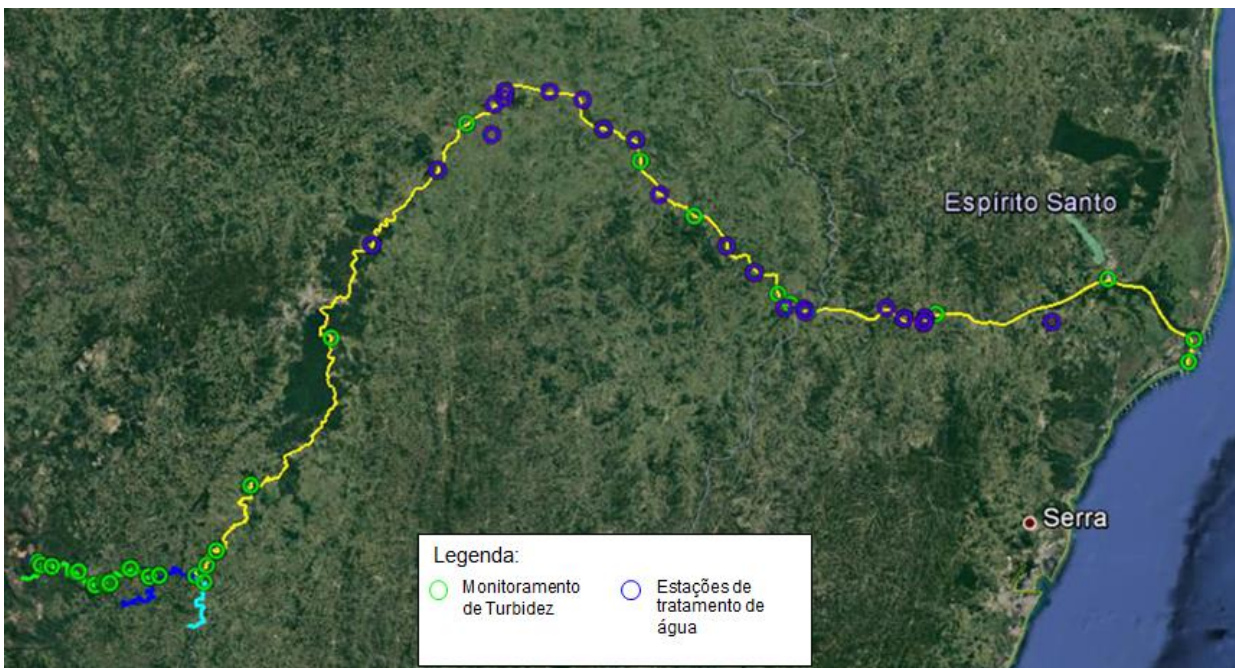 Espírito Santo
Serra
Legenda:
Monitoramento
de Turbidez
Estações de
tratamento de
água